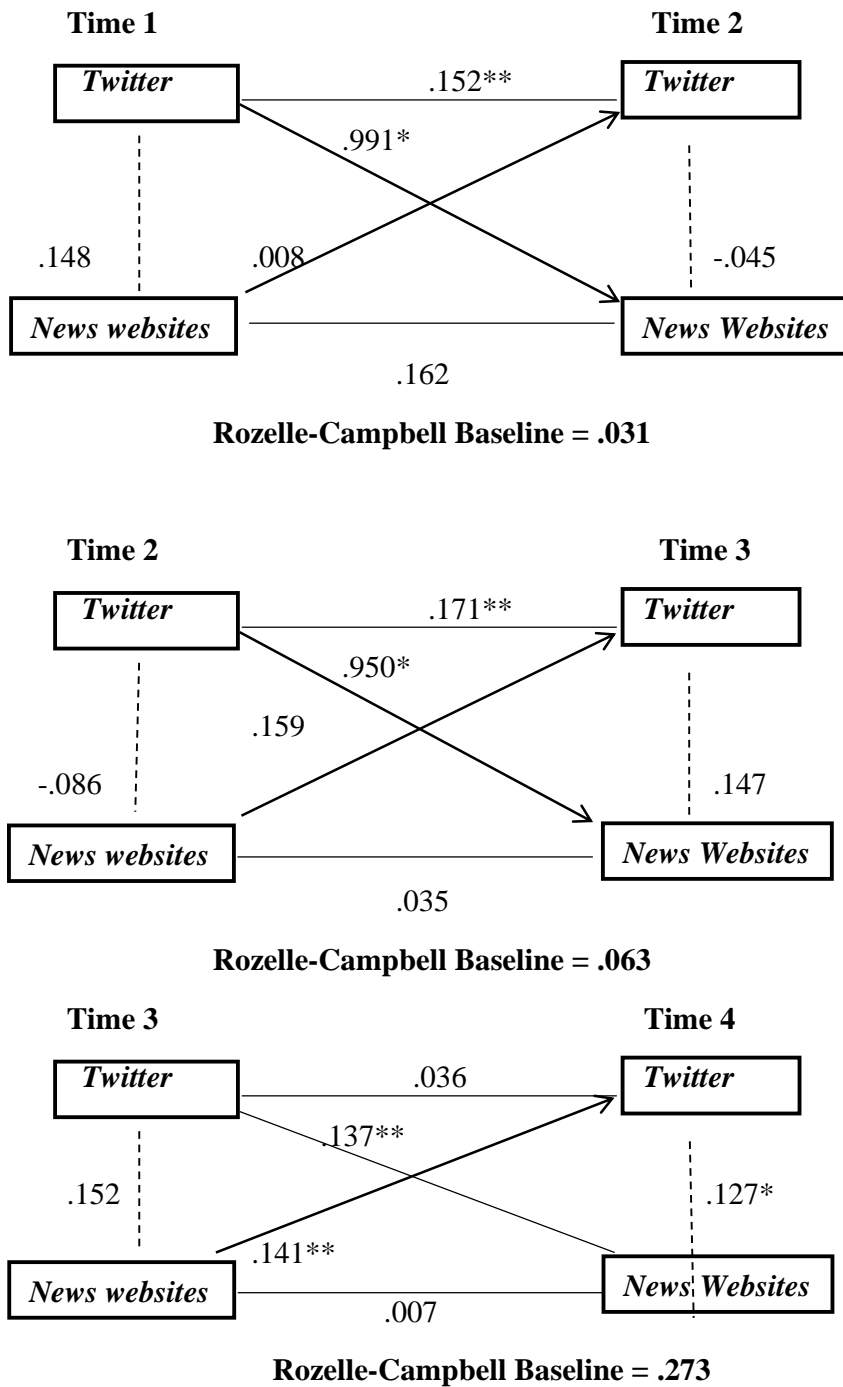 Time 1 Time 2
Twitter .152** Twitter
.991*
.148 .008 -.045
News websites News Websites
.162
Rozelle-Campbell Baseline = .031
Time 2 Time 3
Twitter .171** Twitter
.950*
.159
-.086 .147
News websites News Websites
.035
Rozelle-Campbell Baseline = .063
Time 3 Time 4
Twitter .036 Twitter
.137**
.152 .127*
.141**
News websites News Websites
.007
Rozelle-Campbell Baseline = .273